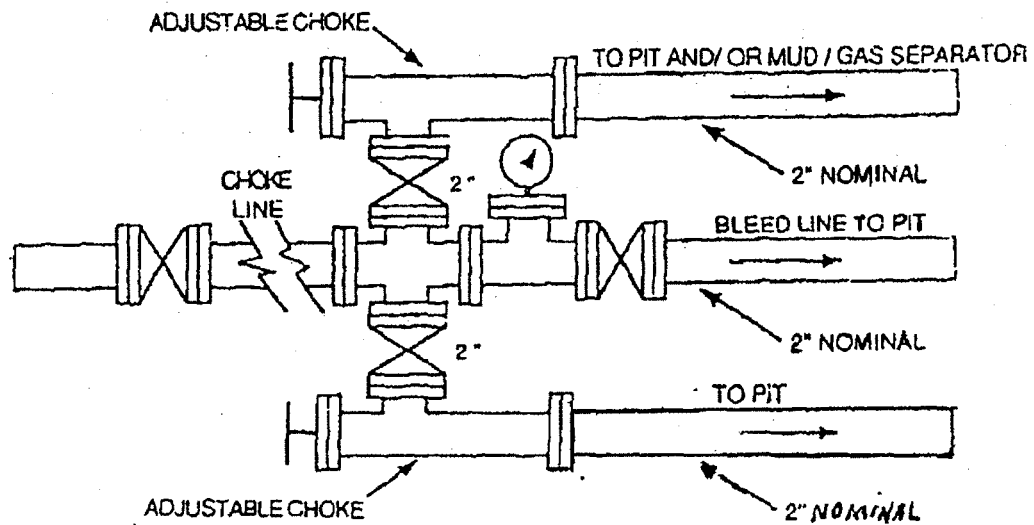 ADJUSTABLE CHOKE
TO PIT AND/ OR MUD / GAS SEPARATOR
2" NOMINAL
2"
CHOKE
LINE
BLEED LINE TO PIT
2" NOMINAL
2"
TO PIT
ADJUSTABLE CHOKE
2" NOMINAL